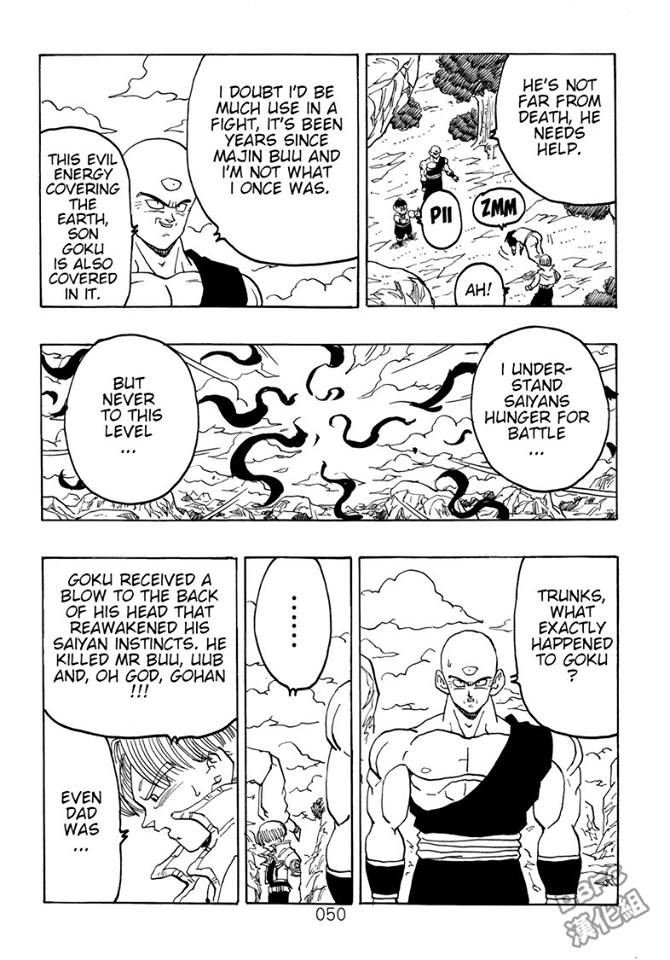 HE'S NOT
FAR FROM
DEATH, HE
NEEDS
HELP.
PII
ZMM
AH!
I DOUBT I'D BE
MUCH USE IN A
FIGHT, IT'S BEEN
YEARS SINCE
MAJIN BUU AND
I'M NOT WHAT
I ONCE WAS.
THIS EVIL
ENERGY
COVERING
THE
EARTH,
SON
GOKU
IS ALSO
COVERED
IN IT.
I UNDER-
STAND
SAIYANS
HUNGER FOR
BATTLE
...
BUT
NEVER
TO THIS
LEVEL
...
TRUNKS,
WHAT
EXACTLY
HAPPENED
TO GOKU
?
......
GOKU RECEIVED A
BLOW TO THE BACK
OF HIS HEAD THAT
REAWAKENED HIS
SAIYAN INSTINCTS. HE
KILLED MR BUU, UUB
AND, OH GOD, GOHAN
!!!
EVEN
DAD
WAS
...
050
漢化組